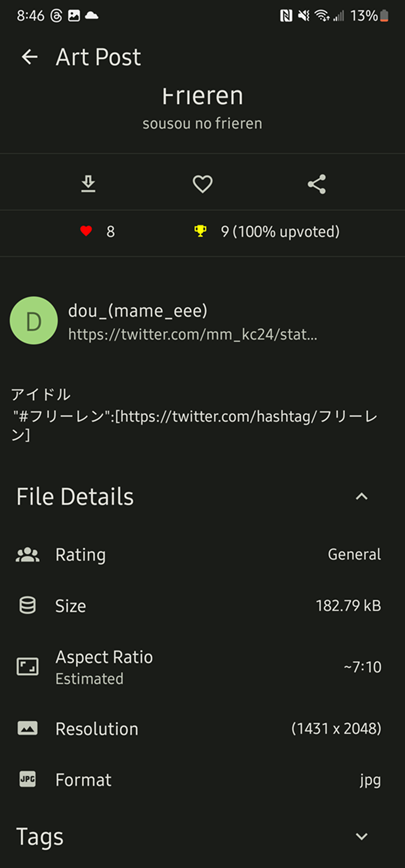 8:46
13%
Art Post
Frieren
sousou no frieren
8
9 (100% upvoted)
D
dou_(mame_eee)
https://twitter.com/mm_kc24/stat...
アイドル
"#フリーレン":[https://twitter.com/hashtag/フリーレ
ン]
File Details
Rating
General
Size
182.79 kB
Aspect Ratio
Estimated
~7:10
Resolution
(1431 x 2048)
JPG
Format
jpg
Tags